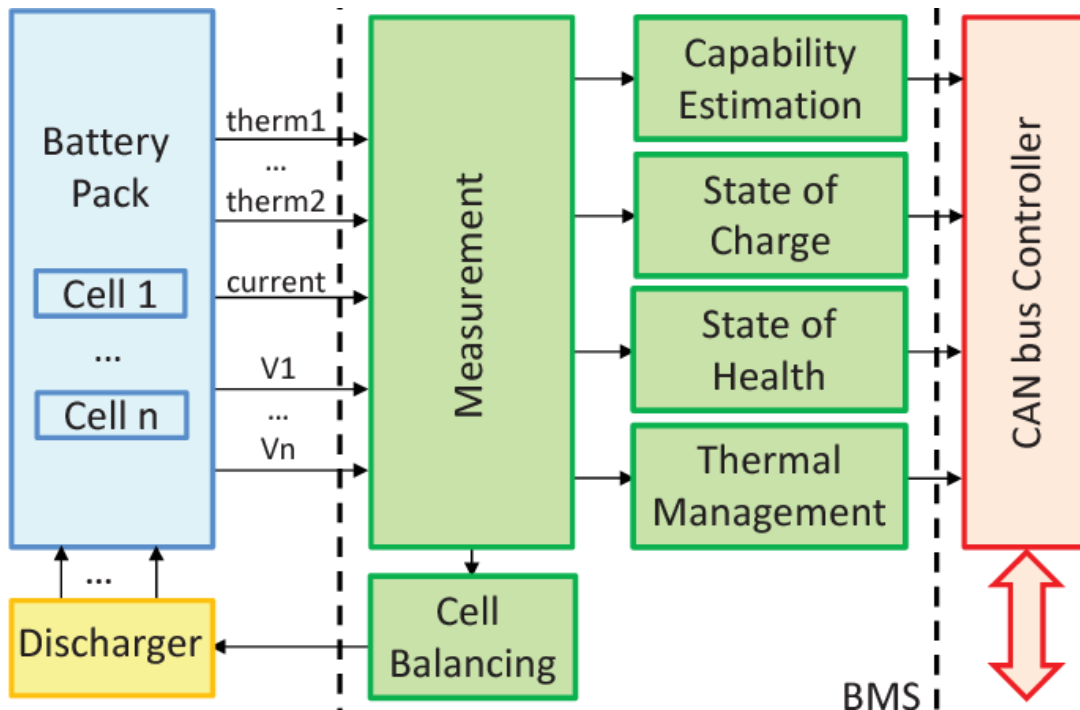 Battery
Pack
Cell 1
...
Cell n
therm1
...
therm2
current
V1
...
Vn
Measurement
Capability
Estimation
State of
Charge
State of
Health
Thermal
Management
CAN bus Controller
...
Discharger
Cell
Balancing
BMS